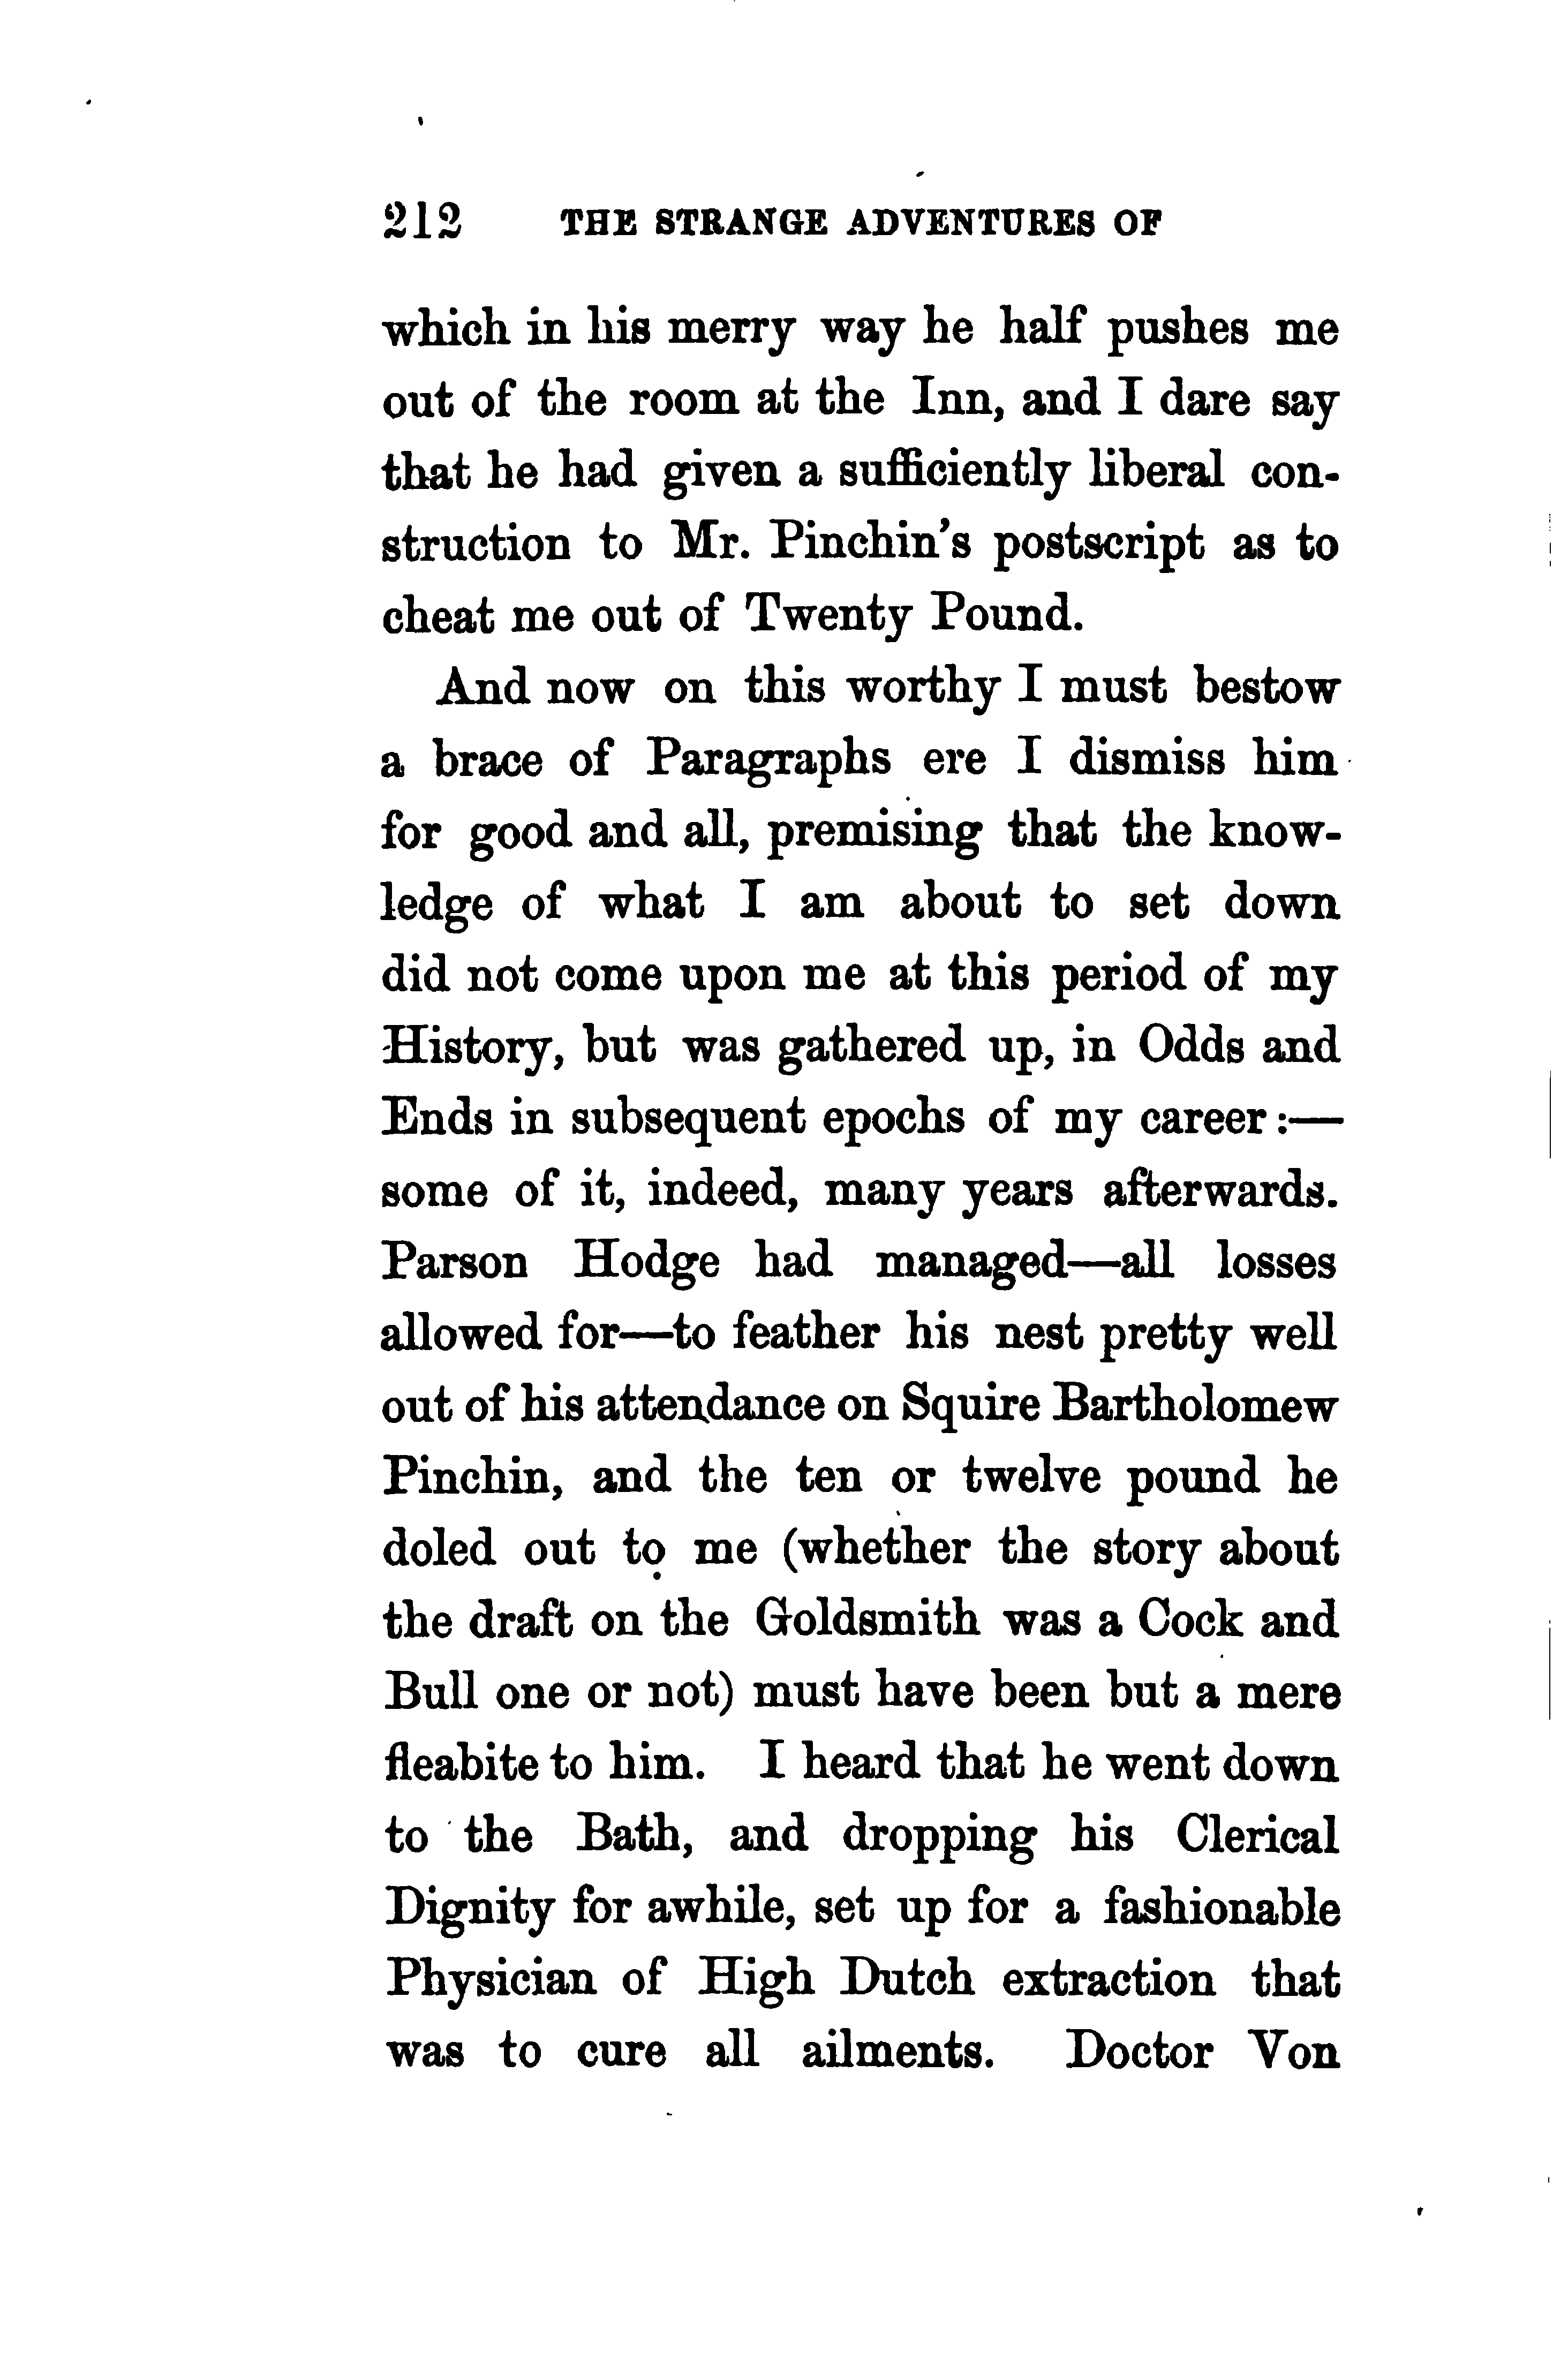 212 THE STRANGE ADVENTURES OF
which in his merry way he half pushes me
out of the room at the Inn, and I dare say
that he had given a sufficiently liberal con-
struction to Mr. Pinchin's postscript as to
cheat me out of Twenty Pound.
And now on this worthy I must bestow
a brace of Paragraphs ere I dismiss him
for good and all, premising that the know-
ledge of what I am about to set down
did not come upon me at this period of my
History, but was gathered up, in Odds and
Ends in subsequent epochs of my career:—
some of it, indeed, many years afterwards.
Parson Hodge had managed—all losses
allowed for—to feather his nest pretty well
out of his attendance on Squire Bartholomew
Pinchin, and the ten or twelve pound he
doled out to me (whether the story about
the draft on the Goldsmith was a Cock and
Bull one or not) must have been but a mere
fleabite to him. I heard that he went down
to the Bath, and dropping his Clerical
Dignity for awhile, set up for a fashionable
Physician of High Dutch extraction that
was to cure all ailments. Doctor Von